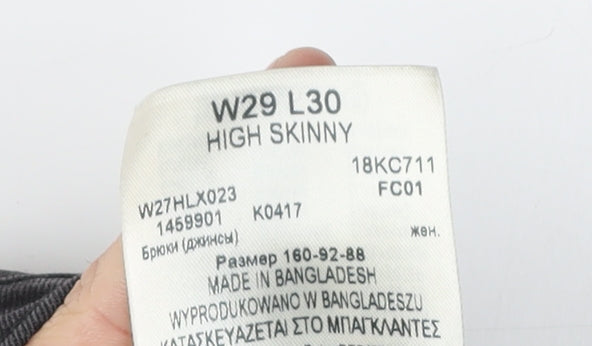 W29 L30
HIGH SKINNY
18KC711
FC01
W27HLX023
1459901 K0417
Брюки (джинсы) жен.
Размер 160-92-88
MADE IN BANGLADESH
WYPRODUKOWANO W BANGLADESZU
ΚΑΤΑΣΚΕΥΑΖΕΤΑΙ ΣΤΟ ΜΠΑΓΚΛΑΝΤΕΣ